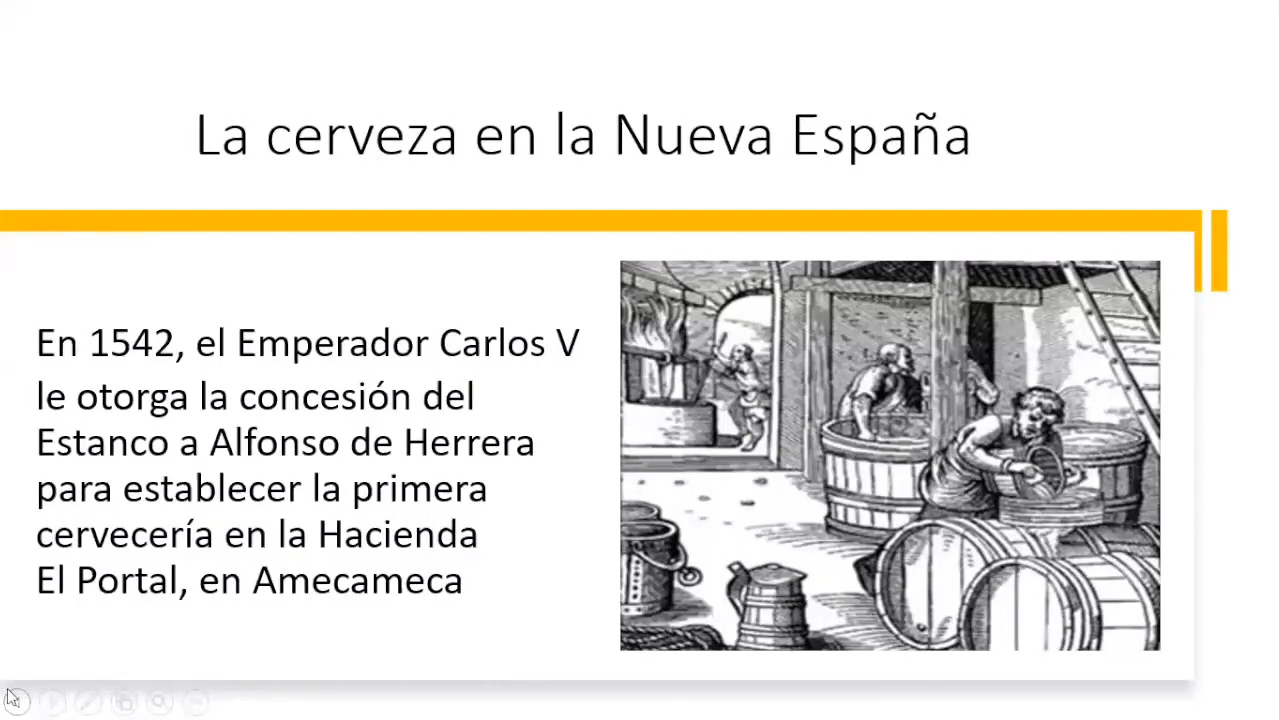 La cerveza en la Nueva España
En 1542, el Emperador Carlos V
le otorga la concesión del
Estanco a Alfonso de Herrera
para establecer la primera
cervecería en la Hacienda
El Portal, en Amecameca